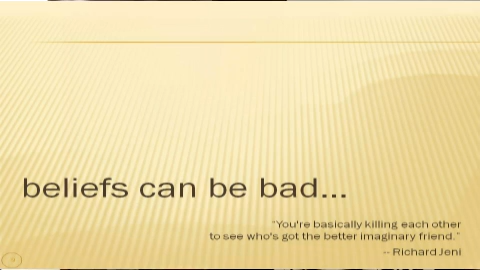 beliefs can be bad...
"You're basically killing each other
to see who's got the better imaginary friend."
-- Richard Jeni